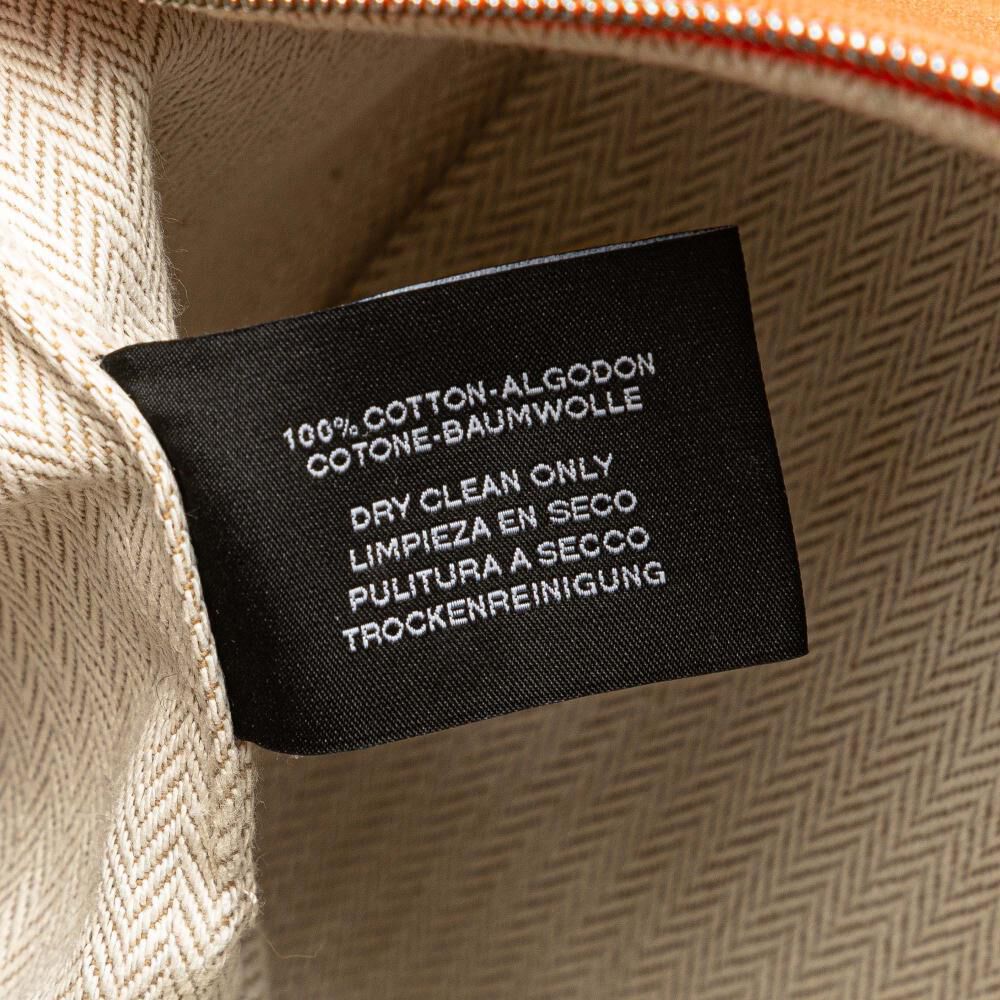 100% COTTON-ALGODON
COTONE-BAUMWOLLE
DRY CLEAN ONLY
LIMPIEZA EN SECO
PULITURA A SECCO
TROCKENREINIGUNG